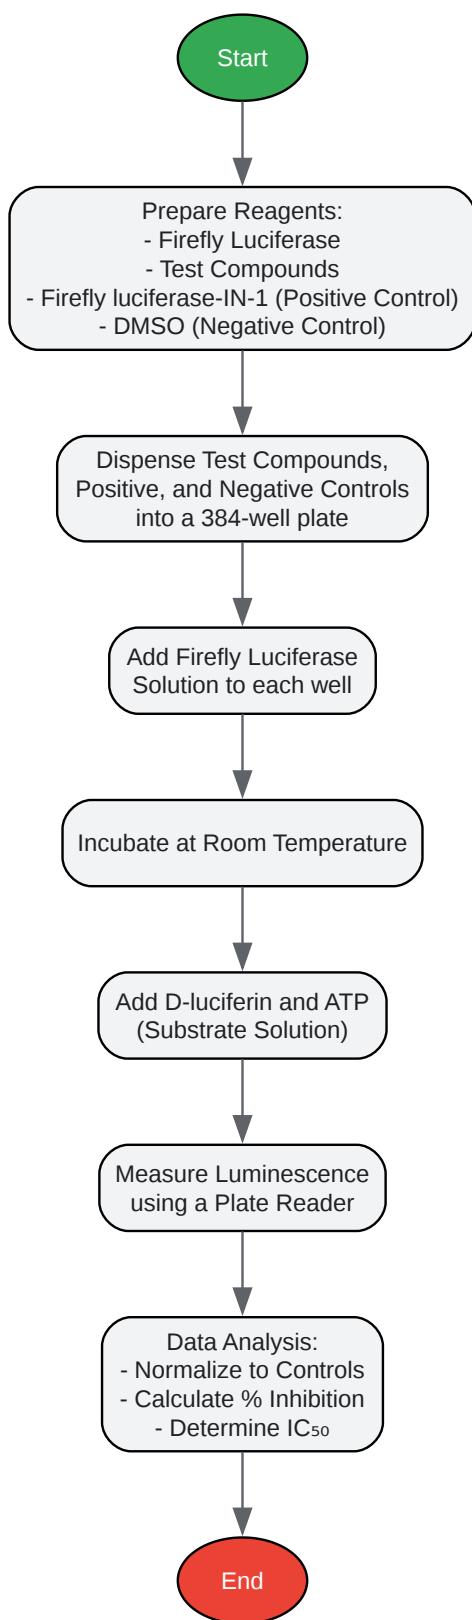 Start
Prepare Reagents:
- Firefly Luciferase
- Test Compounds
- Firefly luciferase-IN-1 (Positive Control)
- DMSO (Negative Control)
Dispense Test Compounds,
Positive, and Negative Controls
into a 384-well plate
Add Firefly Luciferase
Solution to each well
Incubate at Room Temperature
Add D-luciferin and ATP
(Substrate Solution)
Measure Luminescence
using a Plate Reader
Data Analysis:
- Normalize to Controls
- Calculate % Inhibition
- Determine IC₅₀
End